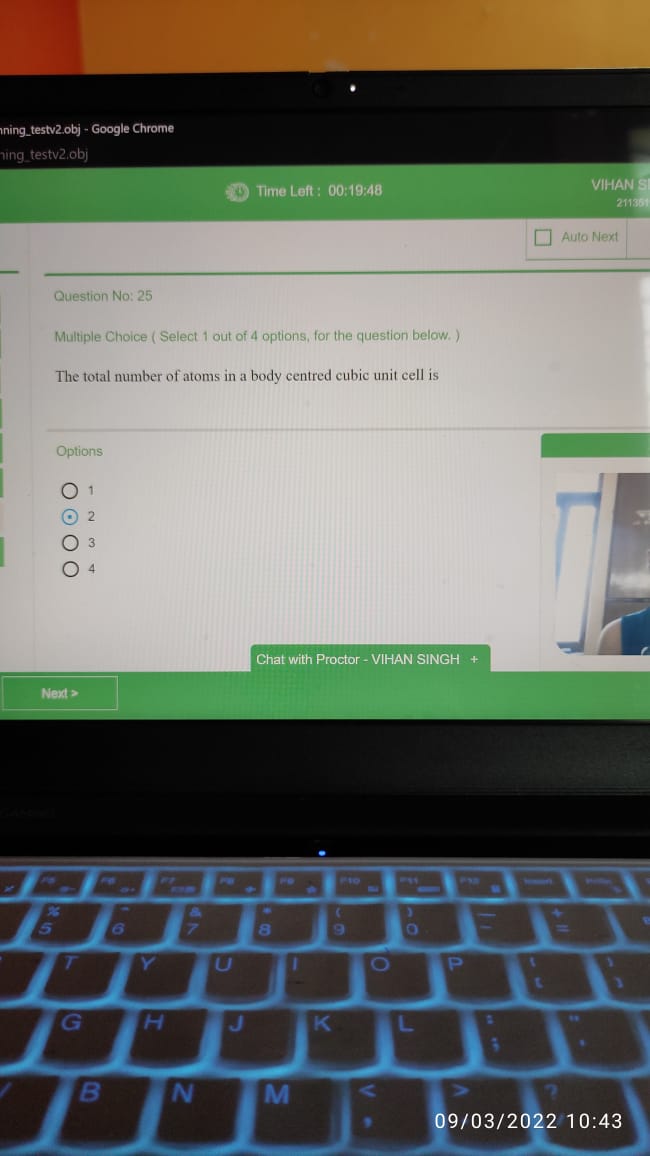 nning_testv2.obj - Google Chrome
ning_testv2.obj
Time Left : 00:19:48
VIHAN
211351
Auto Next
Question No: 25
Multiple Choice ( Select 1 out of 4 options, for the question below. )
The total number of atoms in a body centred cubic unit cell is
Options
1
2
3
4
Chat with Proctor - VIHAN SINGH +
Next >
F5 F6 F7 F8 F9 F10 F11 F12 Insert
% ^ & * ( ) — +
5 6 7 8 9 0 - =
T Y U I O P { }
[ ]
G H J K L : "
; '
B N M < > ?
,
09/03/2022 10:43